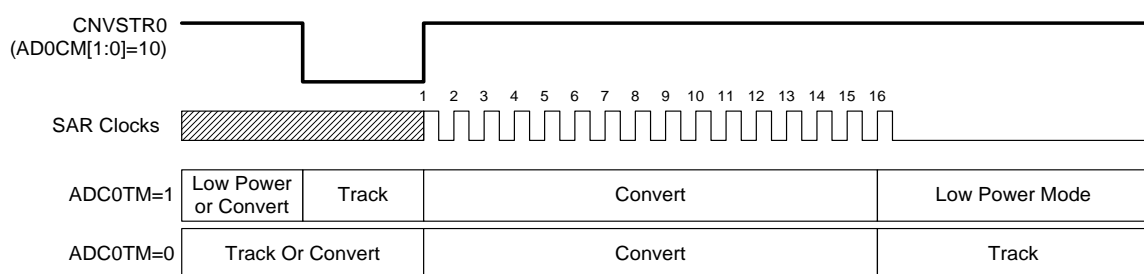 CNVSTR0
(AD0CM[1:0]=10)
1 2 3 4 5 6 7 8 9 10 11 12 13 14 15 16
SAR Clocks
ADC0TM=1
Low Power
or Convert
Track
Convert
Low Power Mode
ADC0TM=0
Track Or Convert
Convert
Track